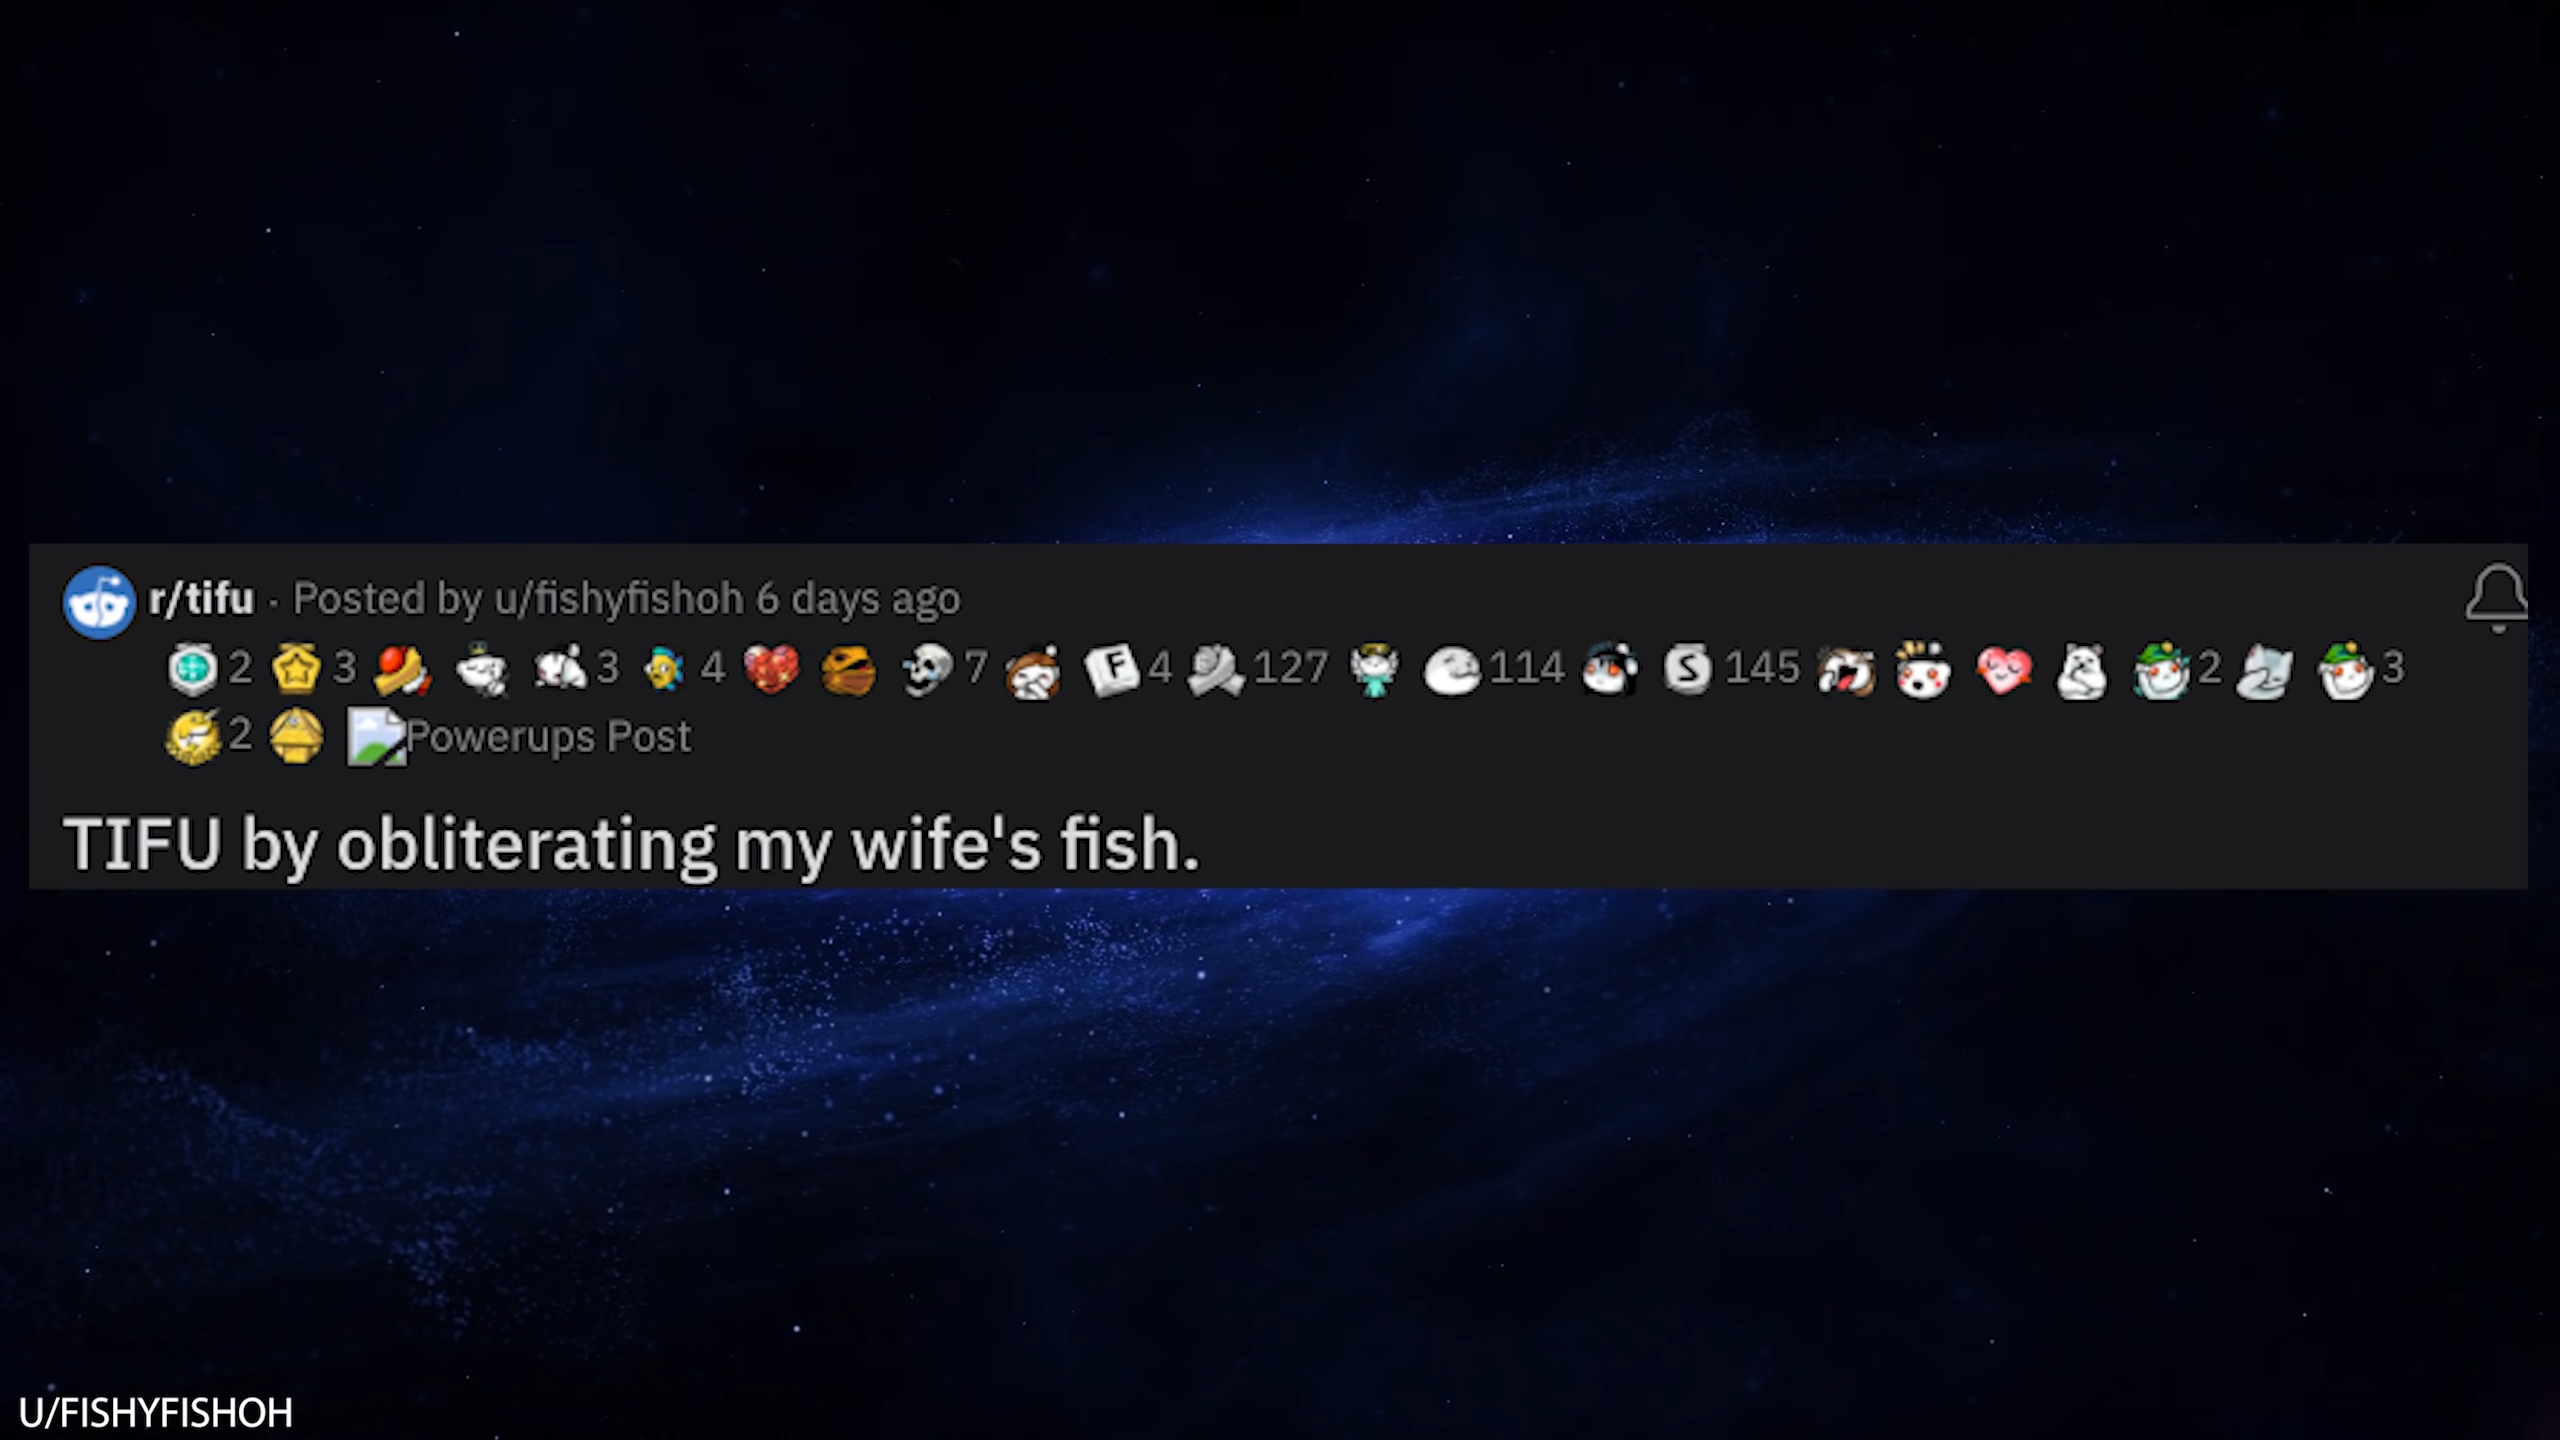 r/tifu · Posted by u/fishyfishoh 6 days ago
2 3 3 4 7 F 4 127 114 S 145 2 3
2 Powerups Post
TIFU by obliterating my wife's fish.
U/FISHYFISHOH